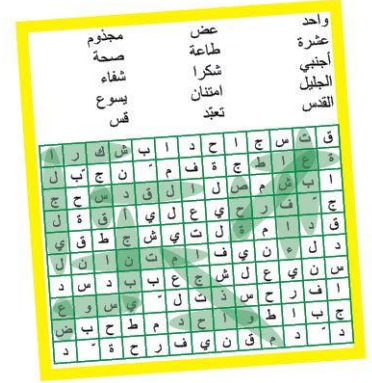 واحد عض مجذوم
عشرة طاعة صحة
أجنبي شكرا شفاء
الجليل امتنان يسوع
القدس تعبّد قس
ق ت س ج ا ح د ا ب ش ك ر ا
ة ع ا ط ج ة ف م ّ ن ج ّب ل
ا ب ش م ص ل ا ل ق د س ح ج
ج ّ ف ر ح ي ع ل ي أ ق ة ل
ق د ا م ة ل ت ي ش ج ط ق ي
د ل ء ن ي ف ا م ت ن ا ن ل
س ن ي ع ل ش ج ع ب ب د س د
ا ف ر ح س ذ ت ل ّ ي س و ع
ج ب ا ط و ا ح د م ط ح ب ض
د ّ د م ق ن ي ف ر ح ة ّ د